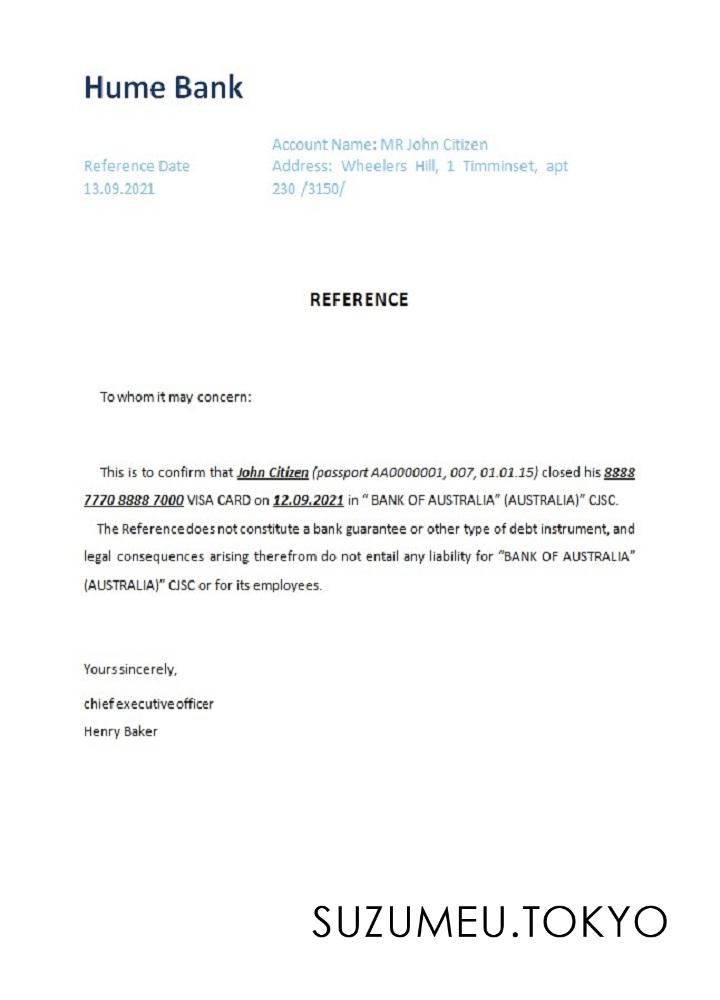 Hume Bank
Account Name: MR John Citizen
Reference Date
Address: Wheelers Hill, 1 Timminset, apt
13.09.2021
230 /3150/
REFERENCE
To whom it may concern:
This is to confirm that John Citizen (passport AA0000001, 007, 01.01.15) closed his 8888
7770 8888 7000 VISA CARD on 12.09.2021 in “ BANK OF AUSTRALIA” (AUSTRALIA)” CJSC.
The Reference does not constitute a bank guarantee or other type of debt instrument, and
legal consequences arising therefrom do not entail any liability for “BANK OF AUSTRALIA”
(AUSTRALIA)” CJSC or for its employees.
Yours sincerely,
chief executive officer
Henry Baker
SUZUMEU.TOKYO